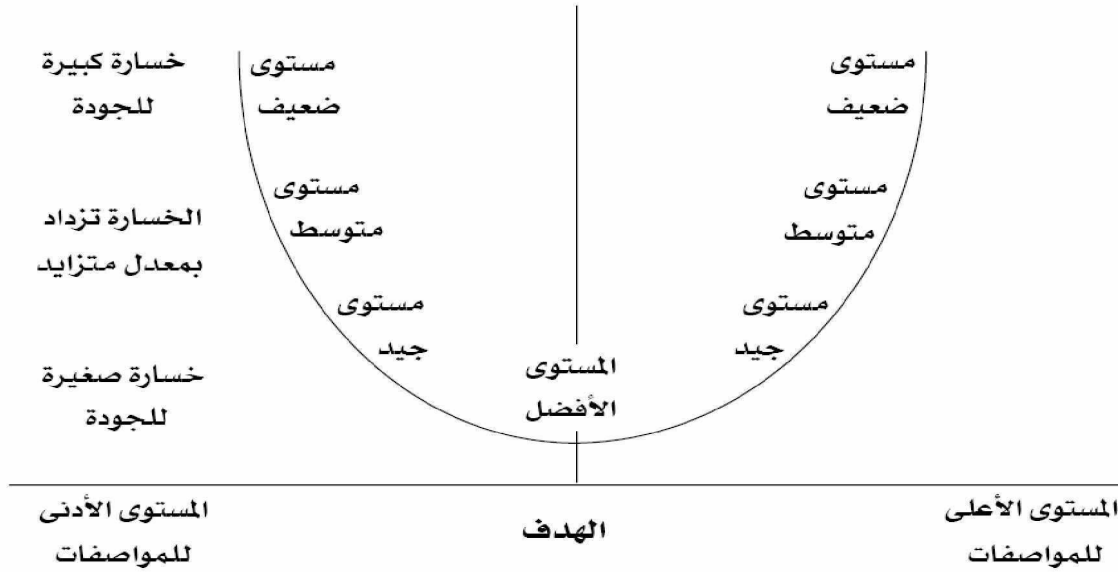 خسارة كبيرة
للجودة
مستوى
ضعيف
مستوى
ضعيف
الخسارة تزداد
بمعدل متزايد
مستوى
متوسط
مستوى
متوسط
خسارة صغيرة
للجودة
مستوى
جيد
مستوى
جيد
المستوى
الأفضل
المستوى الأدنى
للمواصفات
الهدف
المستوى الأعلى
للمواصفات